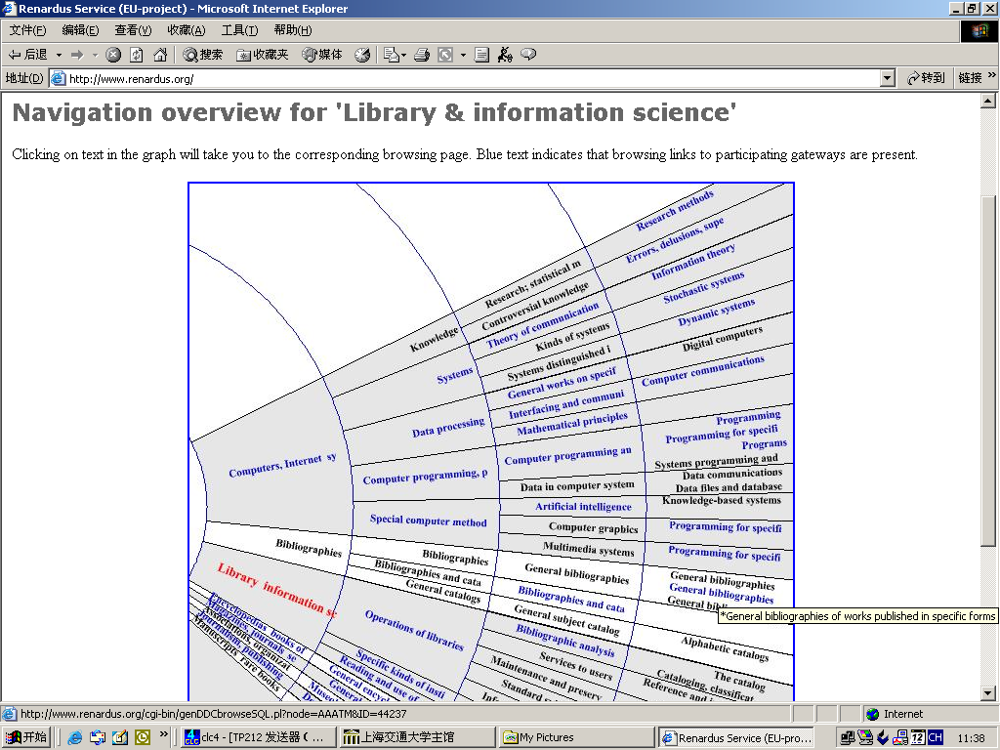 Renardus Service (EU-project) - Microsoft Internet Explorer
文件(F) 编辑(E) 查看(V) 收藏(A) 工具(T) 帮助(H)
后退 搜索 收藏夹 媒体
地址(D) http://www.renardus.org/ 转到 链接 »
Navigation overview for 'Library & information science'
Clicking on text in the graph will take you to the corresponding browsing page. Blue text indicates that browsing links to participating gateways are present.
Research methods
Errors, delusions, supe
Information theory
Stochastic systems
Dynamic systems
Digital computers
Computer communications
Programming
Programming for specifi
Programs
Systems programming and
Data communications
Data files and database
Knowledge-based systems
Programming for specifi
Programming for specifi
General bibliographies
General bibliographies
*General bibliographies of works published in specific forms
Alphabetic catalogs
The catalog
Cataloging, classificat
Research; statistical m
Controversial knowledge
Theory of communication
Kinds of systems
Systems distinguished i
General works on specif
Interfacing and communi
Mathematical principles
Computer programming an
Data in computer system
Artificial intelligence
Computer graphics
Multimedia systems
General bibliographies
Bibliographies and cata
General subject catalog
Bibliographic analysis
Services to users
Maintenance and preserv
Knowledge
Systems
Data processing
Computer programming, p
Special computer method
Bibliographies
Bibliographies and cata
General catalogs
Operations of libraries
Specific kinds of insti
Reading and use of
General encyc
Computers, Internet sy
Bibliographies
Library information sc
Encyclopedias books of
Magazines, journals se
Associations, organizat
Journalism, publishing
Manuscripts rare books
http://www.renardus.org/cgi-bin/genDDCbrowseSQL.pl?node=AAATM&ID=44237 Internet
开始 » clc4 - [TP212 发送器（... 上海交通大学主馆 My Pictures Renardus Service (EU-pro... CH 11:38